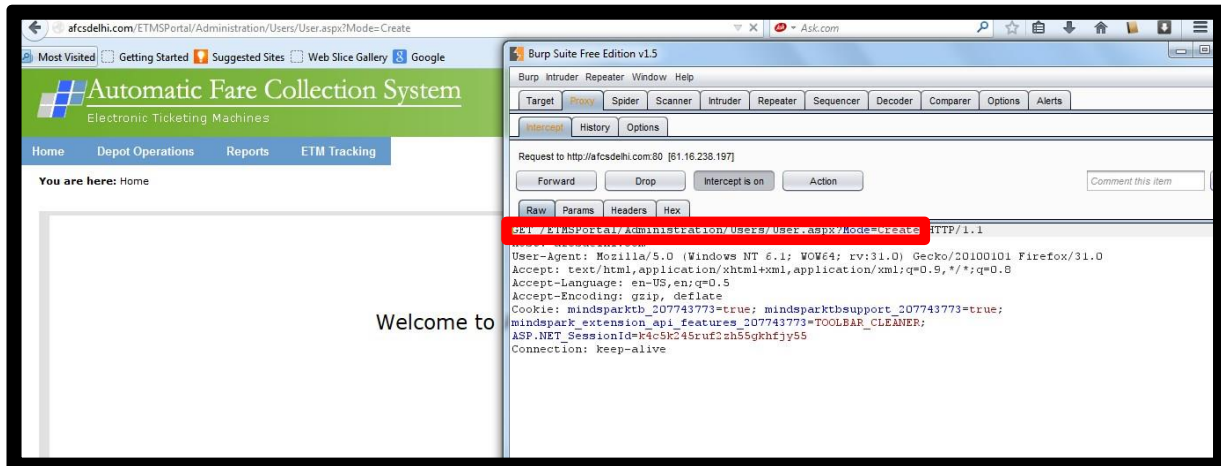 afcsdelhi.com/ETMSPortal/Administration/Users/User.aspx?Mode=Create
Ask.com
Most Visited Getting Started Suggested Sites Web Slice Gallery Google
Automatic Fare Collection System
Electronic Ticketing Machines
Home Depot Operations Reports ETM Tracking
You are here: Home
Welcome to
Burp Suite Free Edition v1.5
Burp Intruder Repeater Window Help
Target Proxy Spider Scanner Intruder Repeater Sequencer Decoder Comparer Options Alerts
Intercept History Options
Request to http://afcsdelhi.com:80 [61.16.238.197]
Forward Drop Intercept is on Action Comment this item
Raw Params Headers Hex
GET /ETMSPortal/Administration/Users/User.aspx?Mode=Create HTTP/1.1
User-Agent: Mozilla/5.0 (Windows NT 6.1; WOW64; rv:31.0) Gecko/20100101 Firefox/31.0
Accept: text/html,application/xhtml+xml,application/xml;q=0.9,*/*;q=0.8
Accept-Language: en-US,en;q=0.5
Accept-Encoding: gzip, deflate
Cookie: mindsparktb_207743773=true; mindsparktbsupport_207743773=true;
mindspark_extension_api_features_207743773=TOOLBAR_CLEANER;
ASP.NET_SessionId=k4c5k245ruf2zh55gkhfjy55
Connection: keep-alive